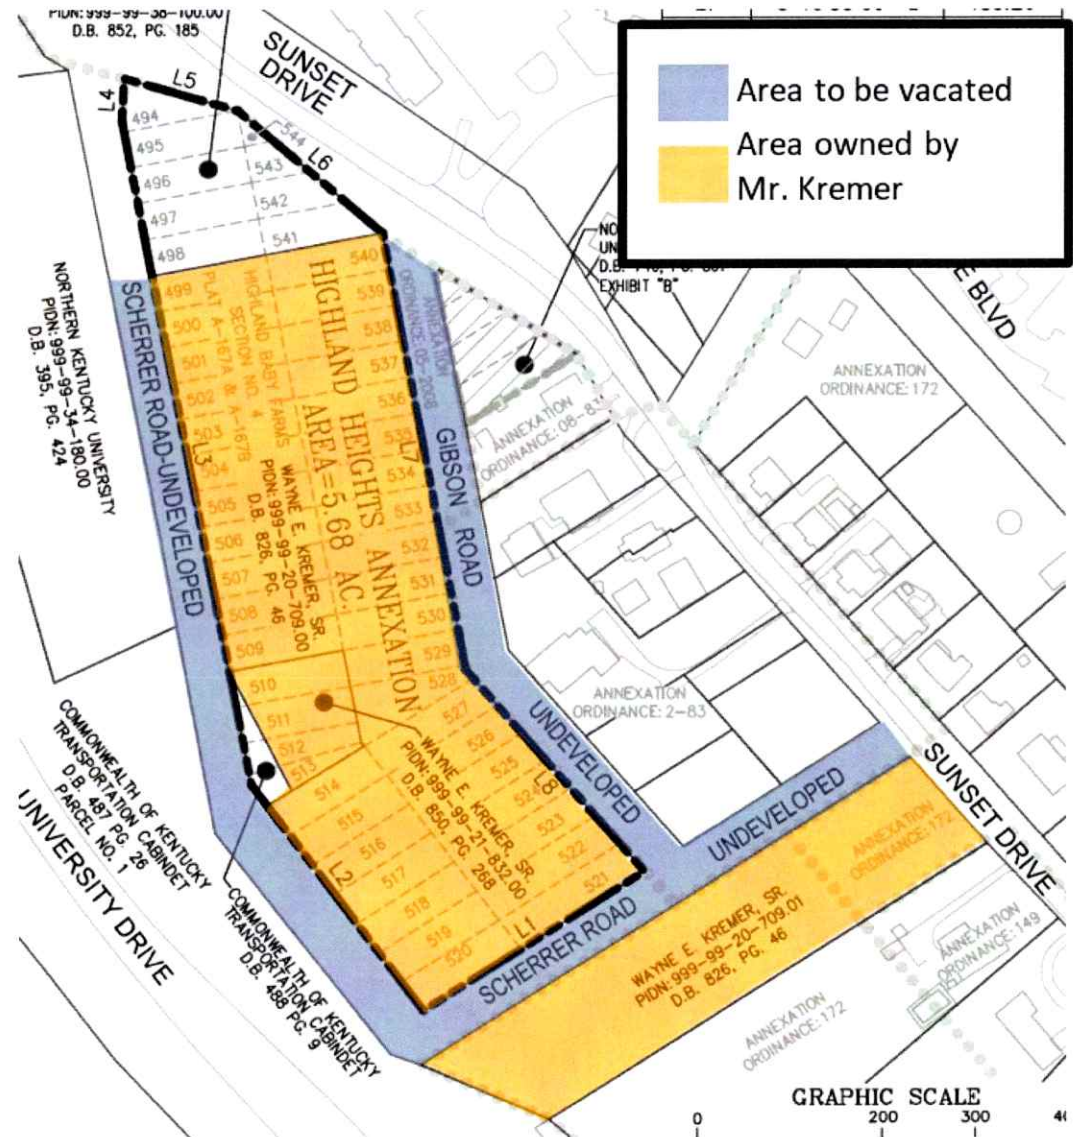 PIDN:999-99-38-100.00
D.B. 852, PG. 185
SUNSET
DRIVE
Area to be vacated
Area owned by
Mr. Kremer
L5
L4
L6
494
495
496
497
498
544
543
542
541
540
539
538
537
536
535
534
533
532
531
530
529
528
527
526
525
524
523
522
521
499
500
501
502
503
504
505
506
507
508
509
510
511
512
513
514
515
516
517
518
519
520
EXHIBIT "B"
E BLVD
ANNEXATION
ORDINANCE: 172
ANNEXATION
ORDINANCE: 08-83
ANNEXATION
ORDINANCE: 05-2008
GIBSON ROAD
UNDEVELOPED
ANNEXATION
ORDINANCE: 2-83
NORTHERN KENTUCKY UNIVERSITY
PIDN:999-99-34-180.00
D.B. 395, PG. 424
SCHERRER ROAD-UNDEVELOPED
L3
PLAT A-167A & A-167B
SECTION NO. 4
HIGHLAND BABY FARMS
HIGHLAND HEIGHTS ANNEXATION
AREA=5.68 AC.
L7
WAYNE E. KREMER, SR.
PIDN:999-99-20-709.00
D.B. 826, PG. 46
WAYNE E. KREMER, SR.
PIDN:999-99-21-832.00
D.B. 850, PG. 268
L8
L2
L1
SCHERRER ROAD
UNDEVELOPED
SUNSET DRIVE
ANNEXATION
ORDINANCE: 172
WAYNE E. KREMER, SR.
PIDN:999-99-20-709.01
D.B. 826, PG. 46
ANNEXATION
ORDINANCE: 149
ANNEXATION
ORDINANCE: 172
COMMONWEALTH OF KENTUCKY
TRANSPORTATION CABINDET
D.B. 487 PG. 26
PARCEL NO. 1
COMMONWEALTH OF KENTUCKY
TRANSPORTATION CABINDET
D.B. 488 PG. 9
UNIVERSITY DRIVE
GRAPHIC SCALE
0 200 300